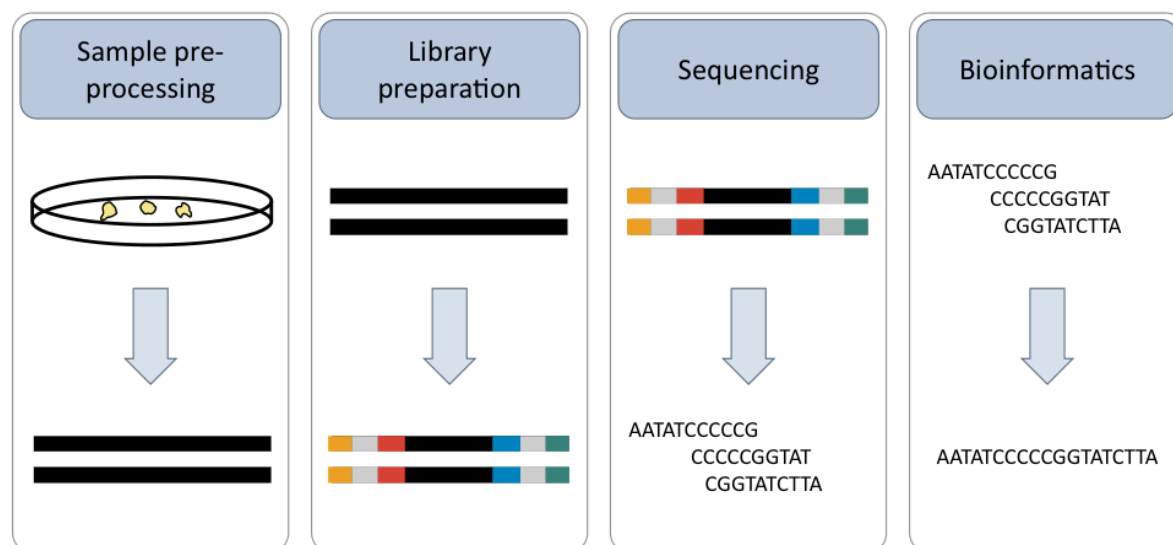 Sample pre-
processing
Library
preparation
Sequencing
Bioinformatics
AATATCCCCCG
CCCCCGGTAT
CGGTATCTTA
AATATCCCCCG
CCCCCGGTAT
CGGTATCTTA
AATATCCCCCGGTATCTTA